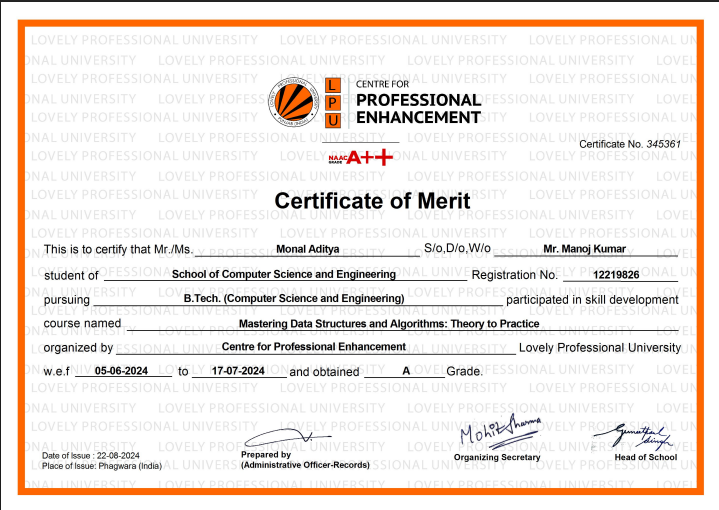 LOVELY PROFESSIONAL UNIVERSITY
LPU
CENTRE FOR
PROFESSIONAL
ENHANCEMENT
Certificate No. 345361
NAAC GRADE A++
Certificate of Merit
This is to certify that Mr./Ms. Monal Aditya S/o,D/o,W/o Mr. Manoj Kumar
student of School of Computer Science and Engineering Registration No. 12219826
pursuing B.Tech. (Computer Science and Engineering) participated in skill development
course named Mastering Data Structures and Algorithms: Theory to Practice
organized by Centre for Professional Enhancement Lovely Professional University
w.e.f 05-06-2024 to 17-07-2024 and obtained A Grade.
Mohit Sharma
Date of Issue : 22-08-2024
Place of Issue: Phagwara (India)
Prepared by
(Administrative Officer-Records)
Organizing Secretary
Head of School